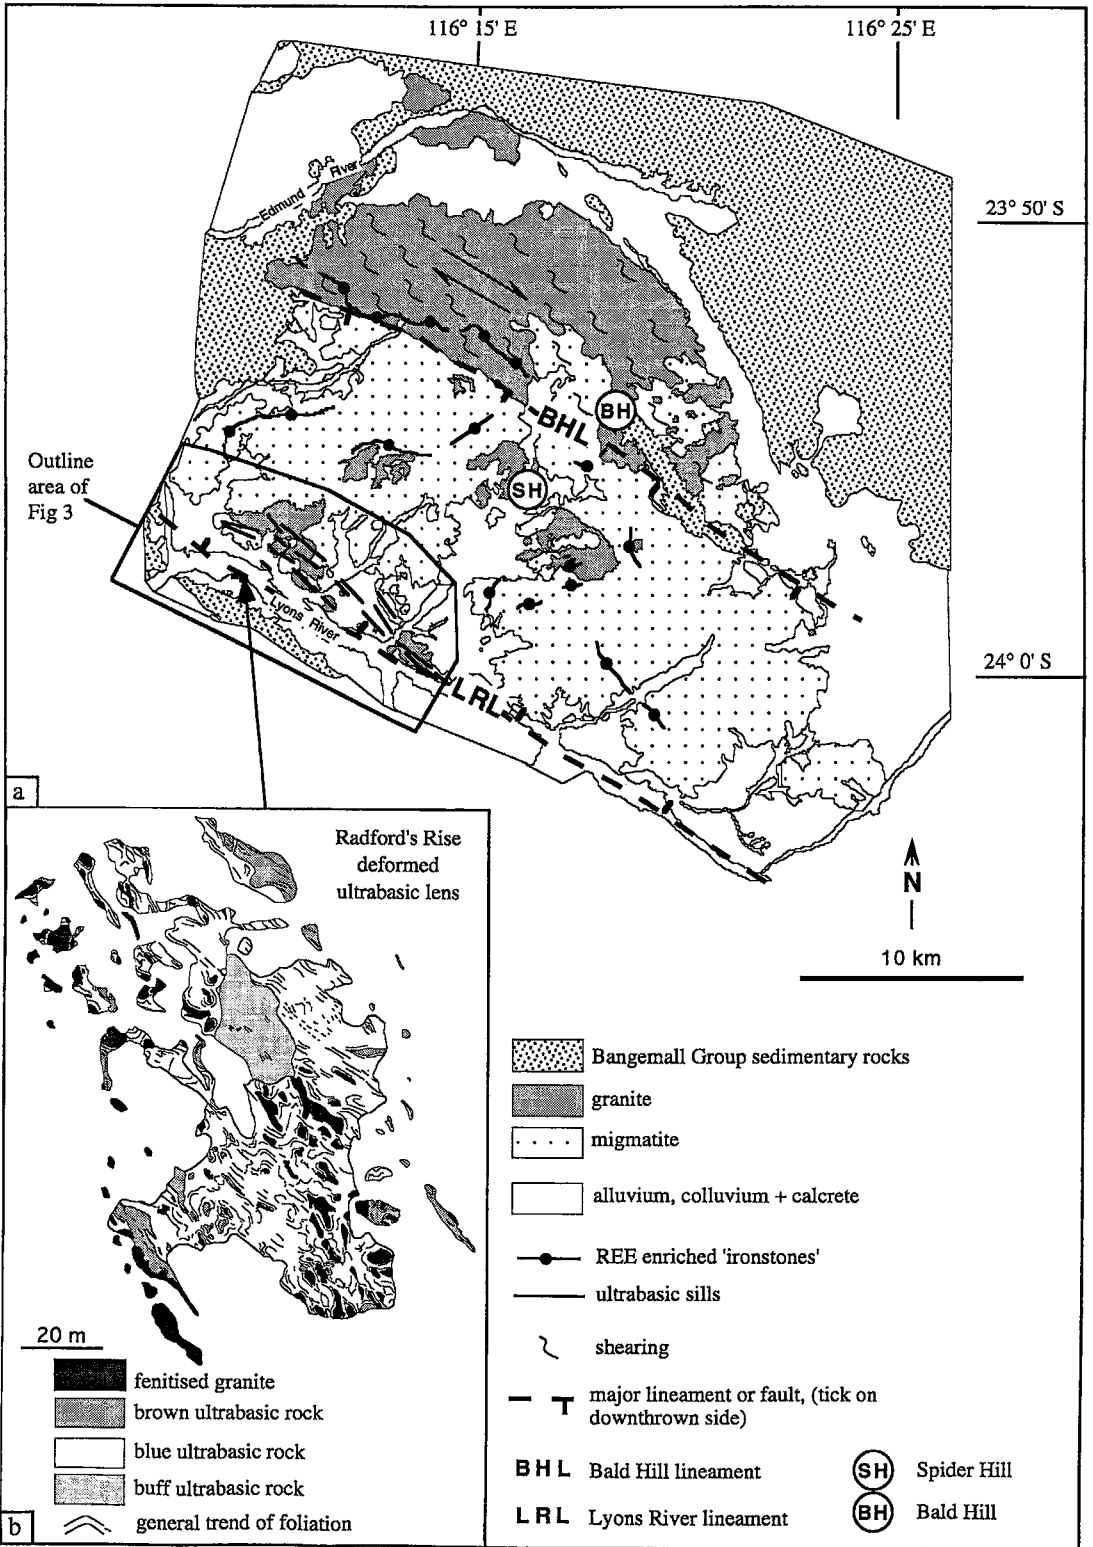 116° 15' E
116° 25' E
23° 50' S
24° 0' S
Edmund River
BHL
BH
SH
Outline
area of
Fig 3
Lyons River
LRL
a
N
10 km
Radford's Rise
deformed
ultrabasic lens
20 m
fenitised granite
brown ultrabasic rock
blue ultrabasic rock
buff ultrabasic rock
general trend of foliation
b
Bangemall Group sedimentary rocks
granite
migmatite
alluvium, colluvium + calcrete
REE enriched 'ironstones'
ultrabasic sills
shearing
major lineament or fault, (tick on
downthrown side)
BHL Bald Hill lineament
SH Spider Hill
LRL Lyons River lineament
BH Bald Hill